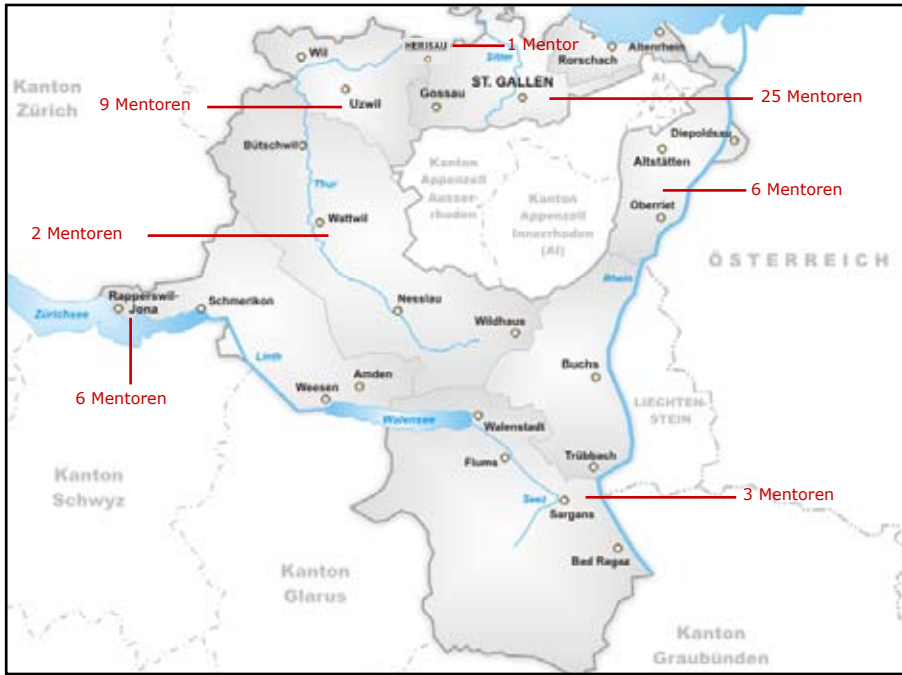 Wil
HERISAU
1 Mentor
Altenrhein
Rorschach
Sitter
AI
Kanton
Zürich
9 Mentoren
Uzwil
Gossau
ST. GALLEN
25 Mentoren
Diepoldsau
Bütschwil
Altstätten
Kanton
Appenzell
Ausser-
rhoden
Thur
Kanton
Appenzell
Innerrhoden
(AI)
6 Mentoren
Oberriet
Wattwil
2 Mentoren
ÖSTERREICH
Rhein
Rapperswil-
Jona
Schmerikon
Zürichsee
Nesslau
Wildhaus
Linth
Buchs
6 Mentoren
Amden
Weesen
LIECHTEN-
STEIN
Walensee
Walenstadt
Flums
Trübbach
Kanton
Schwyz
Seez
3 Mentoren
Sargans
Bad Ragaz
Kanton
Glarus
Kanton
Graubünden